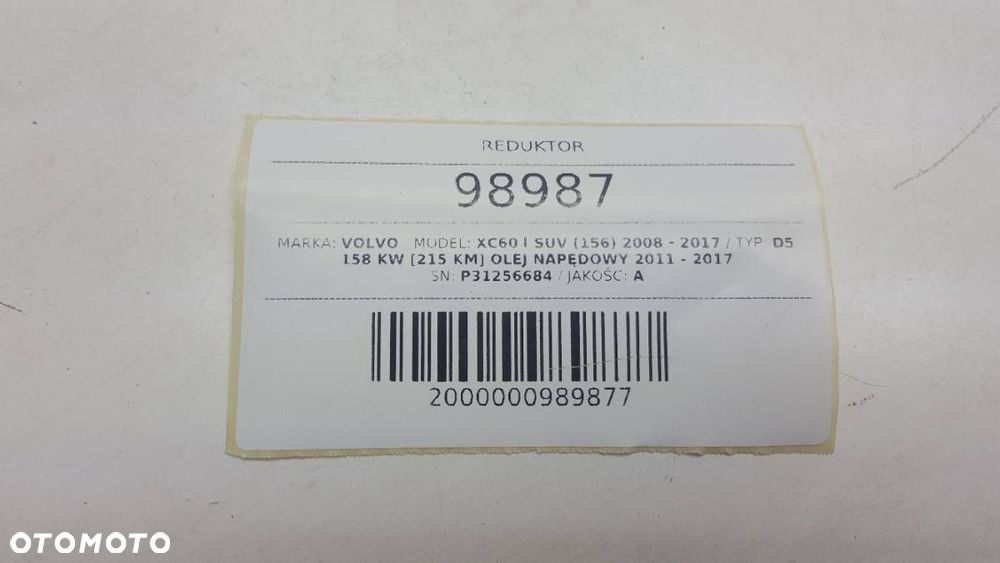 REDUKTOR
98987
MARKA: VOLVO MODEL: XC60 I SUV (156) 2008 - 2017 / TYP: D5
158 KW [215 KM] OLEJ NAPĘDOWY 2011 - 2017
SN: P31256684 / JAKOŚĆ: A
2000000989877
OTOMOTO